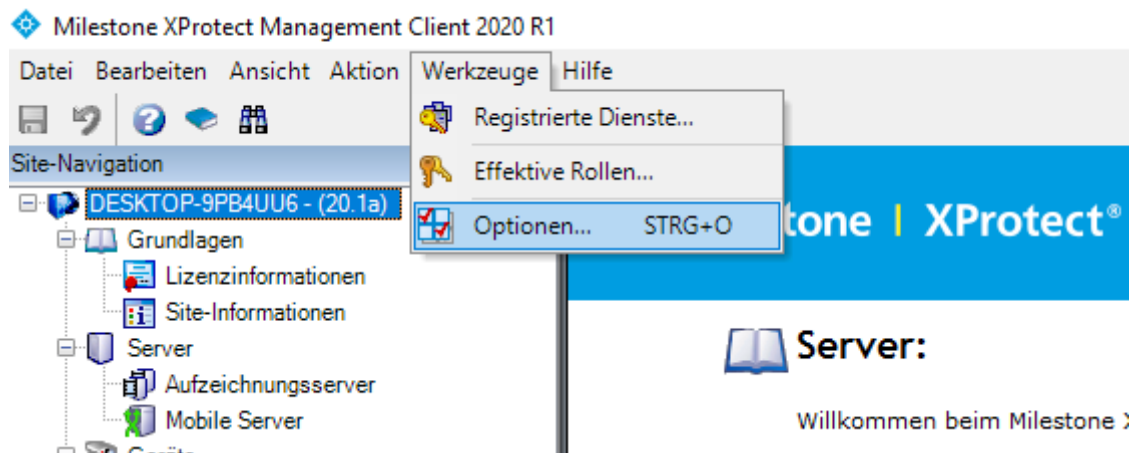 Milestone XProtect Management Client 2020 R1
Datei Bearbeiten Ansicht Aktion Werkzeuge Hilfe
Registrierte Dienste...
Site-Navigation
Effektive Rollen...
DESKTOP-9PB4UU6 - (20.1a)
Optionen... STRG+O
tone | XProtect®
Grundlagen
Lizenzinformationen
Site-Informationen
Server
Aufzeichnungsserver
Mobile Server
Geräte
Server:
Willkommen beim Milestone